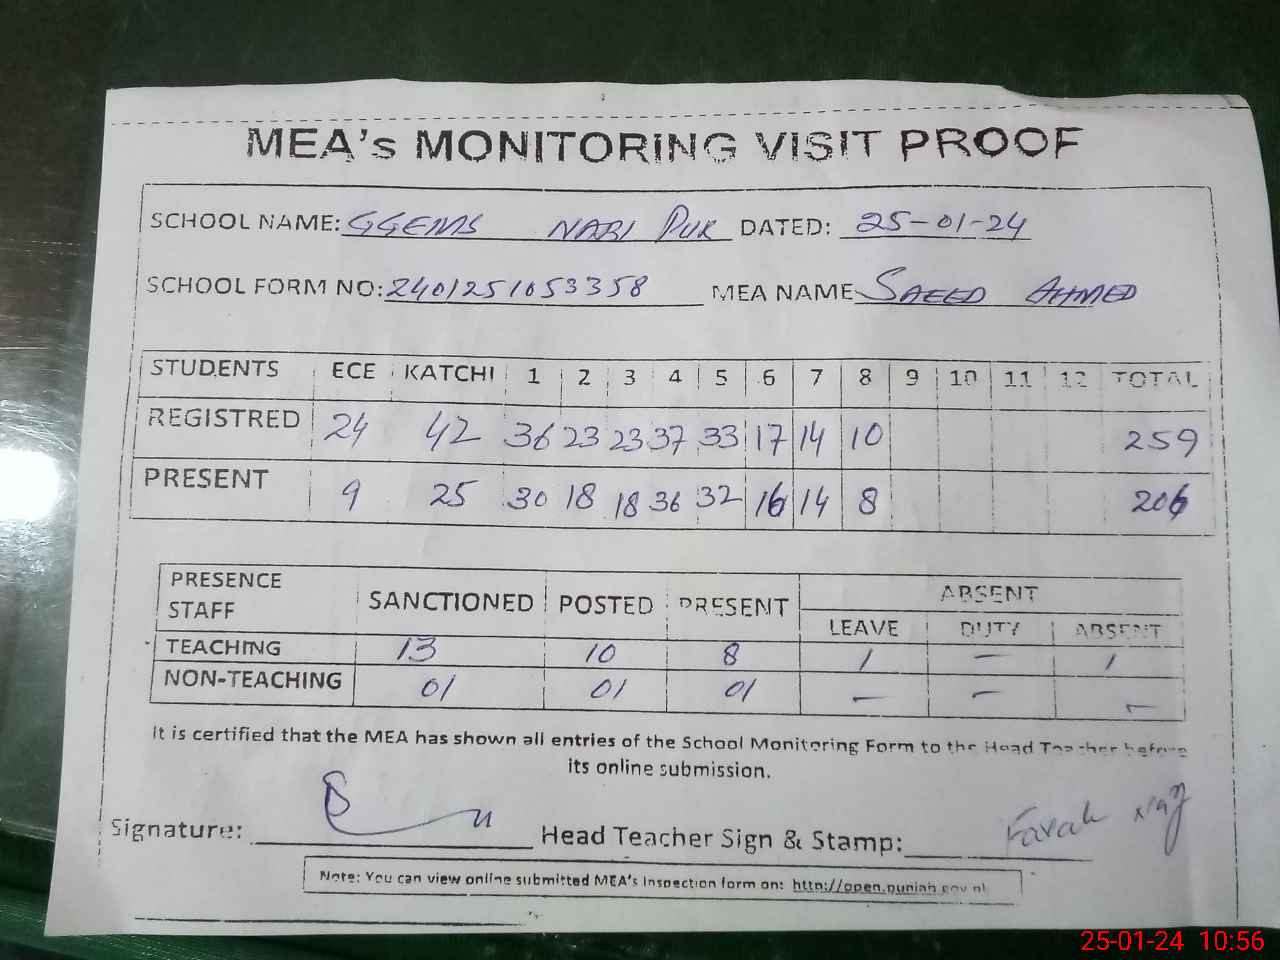 MEA's MONITORING VISIT PROOF
SCHOOL NAME: GGEMS NABI PUR DATED: 25-01-24
SCHOOL FORM NO: 2401251053358 MEA NAME SAEED AHMED
STUDENTS ECE KATCHI 1 2 3 4 5 6 7 8 9 10 11 12 TOTAL
REGISTRED 24 42 36 23 23 37 33 17 14 10 259
PRESENT 9 25 30 18 18 36 32 16 14 8 206
PRESENCE STAFF SANCTIONED POSTED PRESENT ABSENT
LEAVE DUTY ABSENT
TEACHING 13 10 8 1 — 1
NON-TEACHING 01 01 01 — — —
It is certified that the MEA has shown all entries of the School Monitoring Form to the Head Teacher before
its online submission.
Signature: Head Teacher Sign & Stamp: Farah Naz
Note: You can view online submitted MEA's Inspection form on: http://open.punjab.gov.pk
25-01-24 10:56